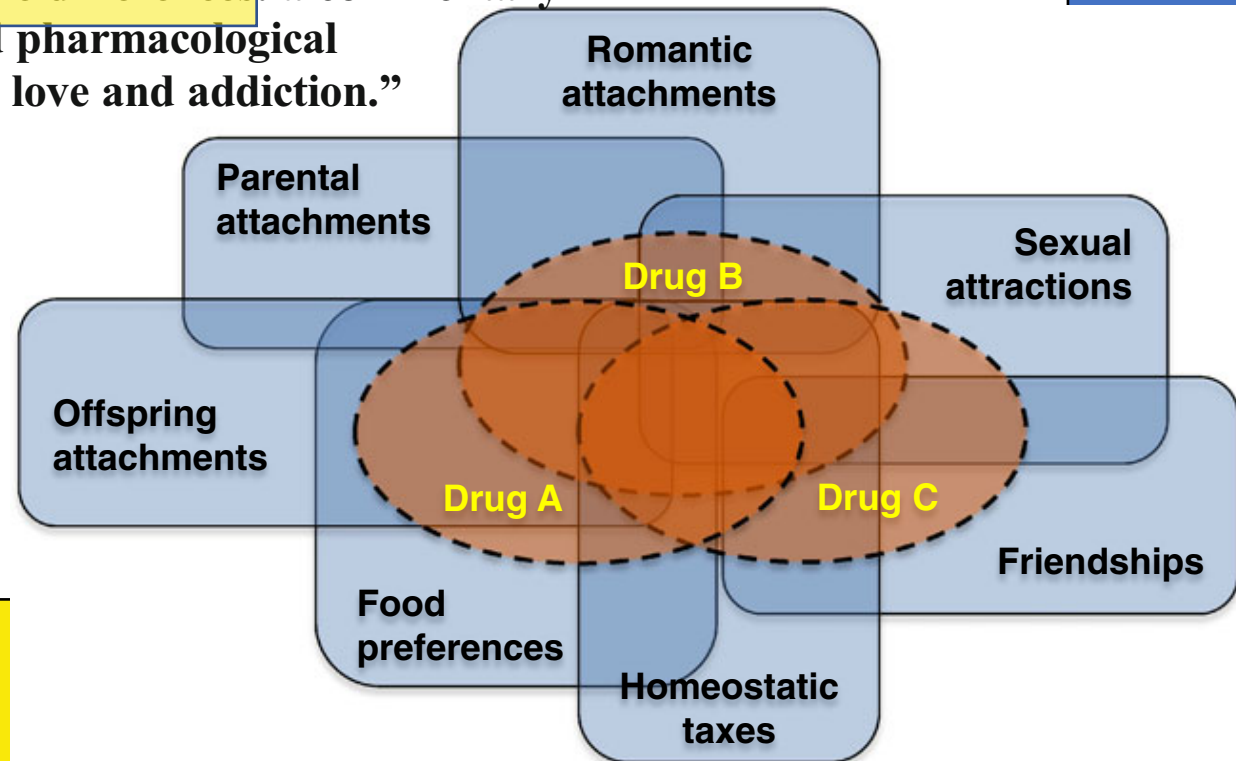 pharmacological
love and addiction.”
Romantic
attachments
Parental
attachments
Sexual
attractions
Drug B
Offspring
attachments
Drug A
Drug C
Friendships
Food
preferences
Homeostatic
taxes